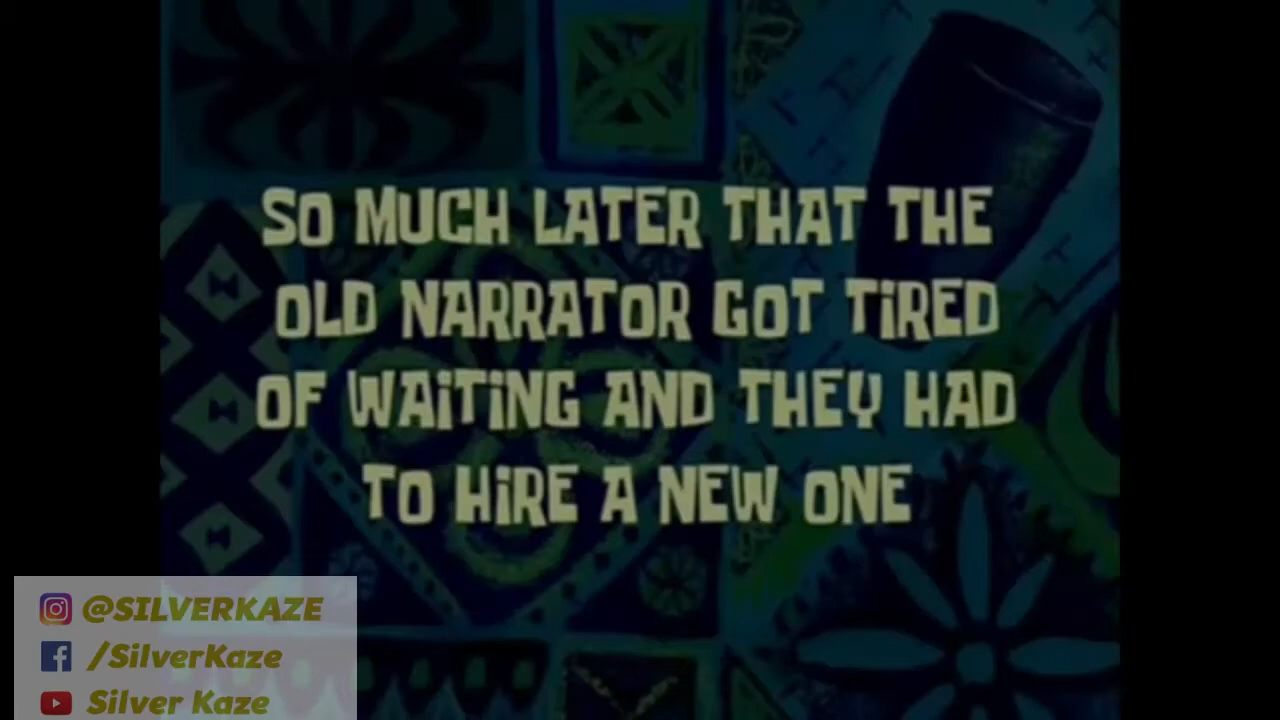 SO MUCH LATER THAT THE
OLD NARRATOR GOT TiRED
OF WAiTiNG AND THEY HAD
TO HiRE A NEW ONE
@SILVERKAZE
/SilverKaze
Silver Kaze